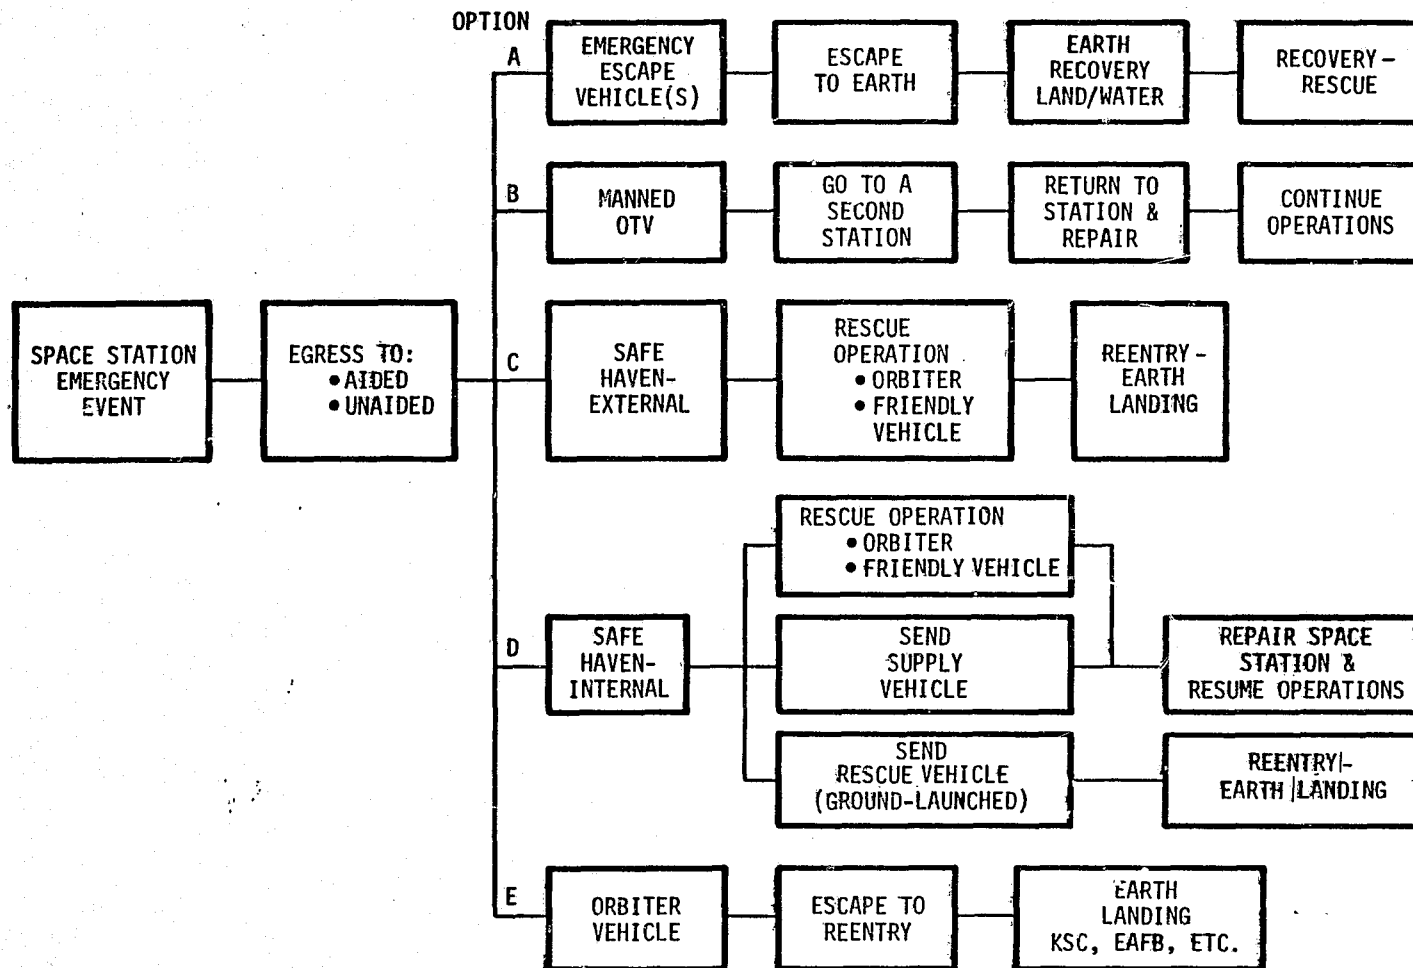 OPTION
A
EMERGENCY
ESCAPE
VEHICLE(S)
ESCAPE
TO EARTH
EARTH
RECOVERY
LAND/WATER
RECOVERY-
RESCUE
B
MANNED
OTV
GO TO A
SECOND
STATION
RETURN TO
STATION &
REPAIR
CONTINUE
OPERATIONS
SPACE STATION
EMERGENCY
EVENT
EGRESS TO:
• AIDED
• UNAIDED
C
SAFE
HAVEN-
EXTERNAL
RESCUE
OPERATION
• ORBITER
• FRIENDLY
VEHICLE
REENTRY-
EARTH
LANDING
D
SAFE
HAVEN-
INTERNAL
RESCUE OPERATION
• ORBITER
• FRIENDLY VEHICLE
SEND
SUPPLY
VEHICLE
REPAIR SPACE
STATION &
RESUME OPERATIONS
SEND
RESCUE VEHICLE
(GROUND-LAUNCHED)
REENTRY-
EARTH LANDING
E
ORBITER
VEHICLE
ESCAPE TO
REENTRY
EARTH
LANDING
KSC, EAFB, ETC.